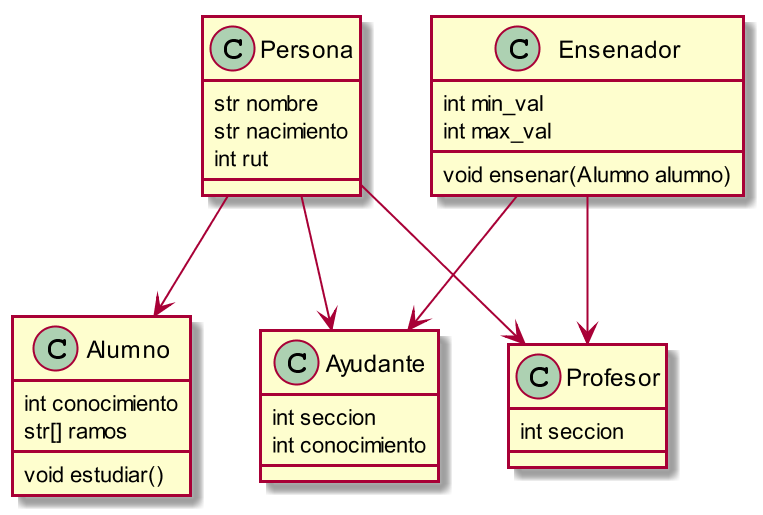 C Persona
str nombre
str nacimiento
int rut
C Ensenador
int min_val
int max_val
void ensenar(Alumno alumno)
C Alumno
int conocimiento
str[] ramos
void estudiar()
C Ayudante
int seccion
int conocimiento
C Profesor
int seccion